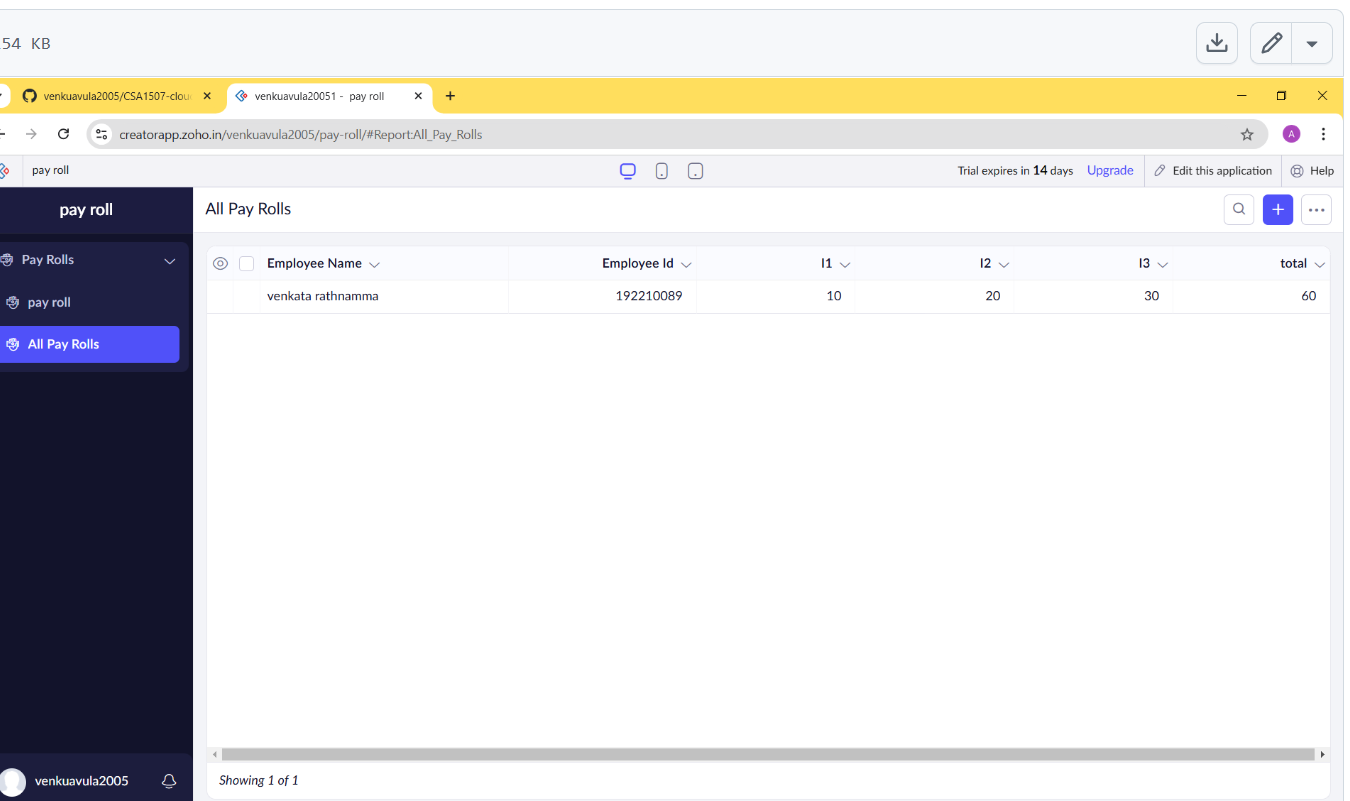 54 KB
venkuavula2005/CSA1507-clou
venkuavula20051 - pay roll
creatorapp.zoho.in/venkuavula2005/pay-roll/#Report:All_Pay_Rolls
A
pay roll
Trial expires in 14 days Upgrade Edit this application Help
pay roll
All Pay Rolls
Pay Rolls
pay roll
All Pay Rolls
Employee Name Employee Id I1 I2 I3 total
venkata rathnamma 192210089 10 20 30 60
Showing 1 of 1
venkuavula2005